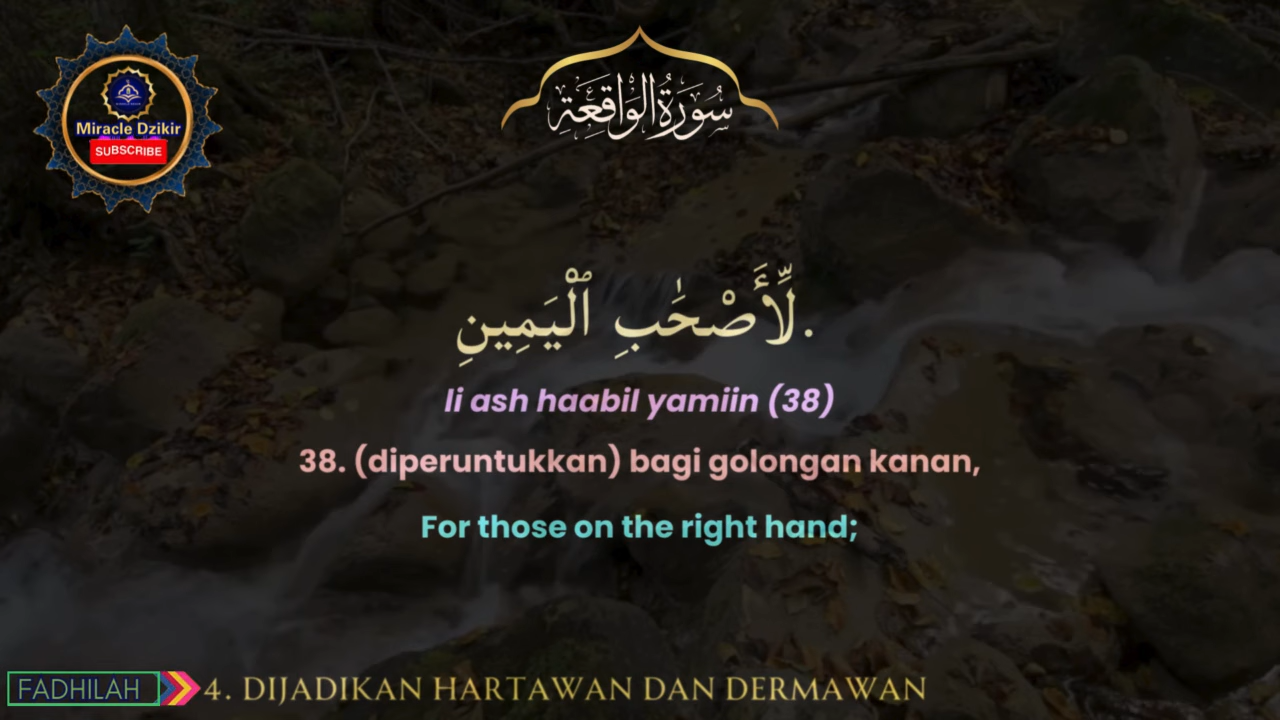 Miracle Dzikir
SUBSCRIBE
سُورَةُ الْوَاقِعَةِ
لِّأَصْحَٰبِ ٱلْيَمِينِ.
li ash haabil yamiin (38)
38. (diperuntukkan) bagi golongan kanan,
For those on the right hand;
FADHILAH
4. DIJADIKAN HARTAWAN DAN DERMAWAN